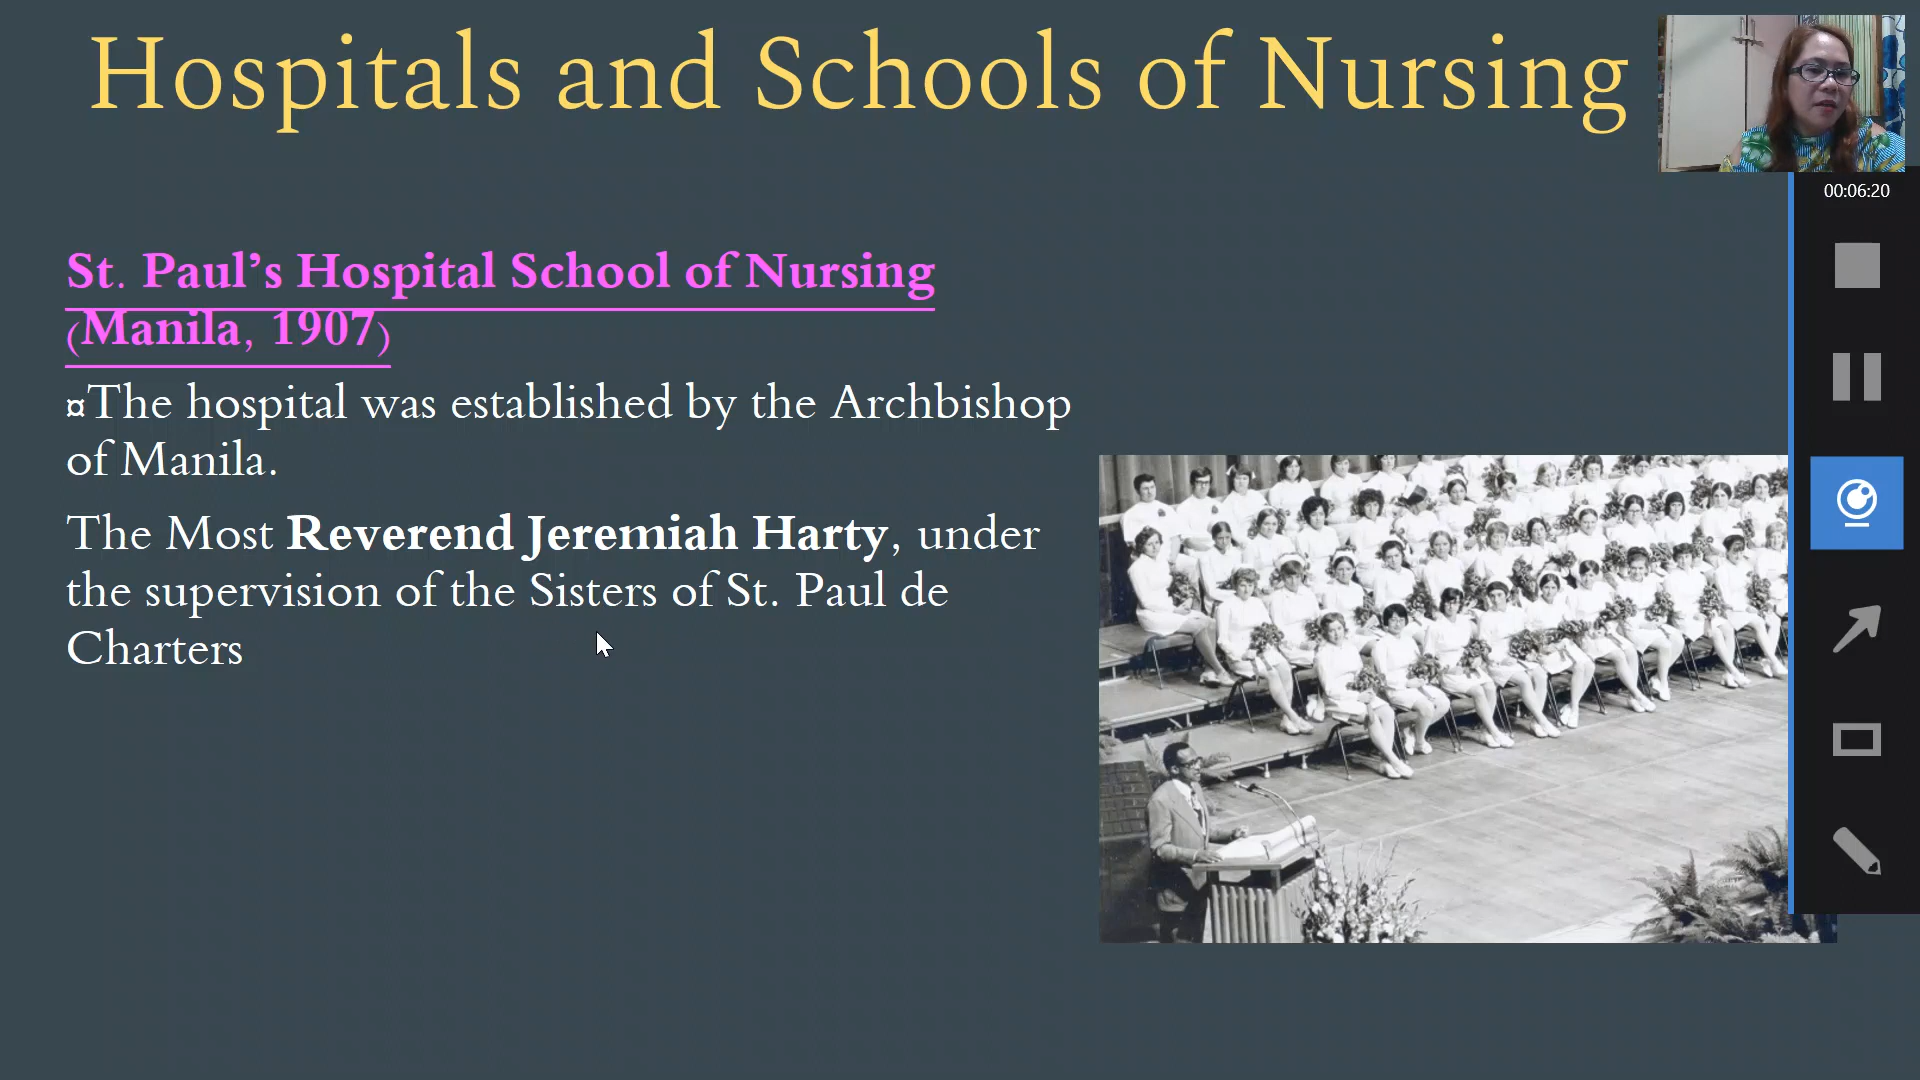 Hospitals and Schools of Nursing
00:06:20
St. Paul’s Hospital School of Nursing
(Manila, 1907)
¤The hospital was established by the Archbishop
of Manila.
The Most Reverend Jeremiah Harty, under
the supervision of the Sisters of St. Paul de
Charters